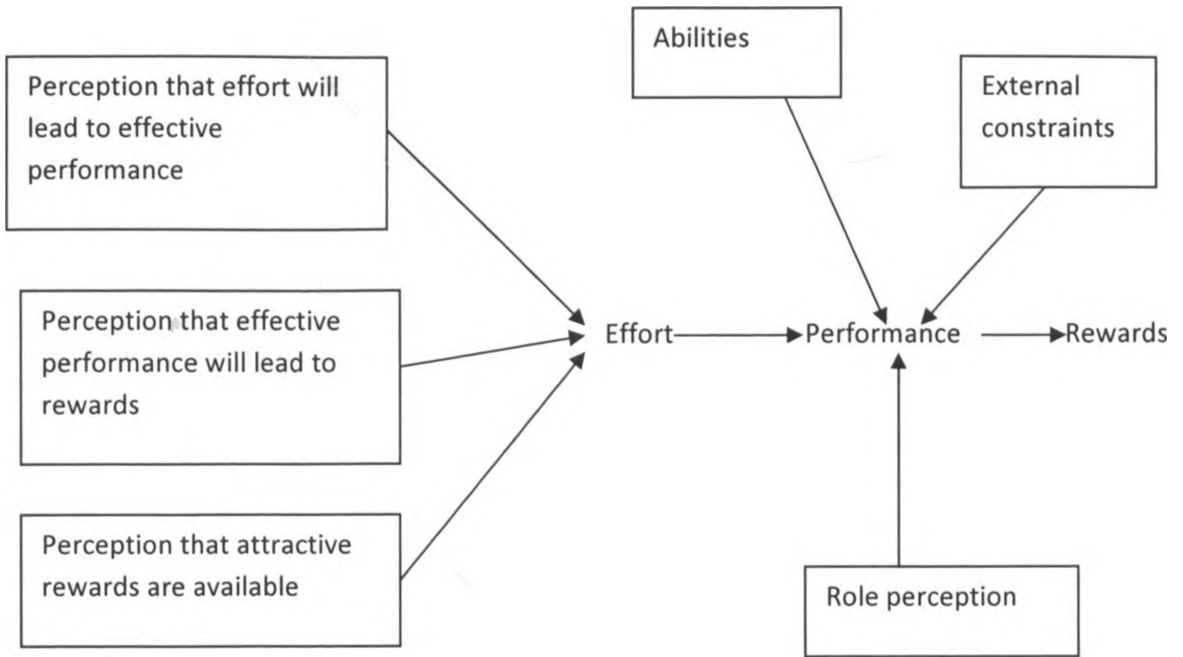 Abilities
Perception that effort will
lead to effective
performance
External
constraints
Perception that effective
performance will lead to
rewards
Effort
Performance
Rewards
Perception that attractive
rewards are available
Role perception